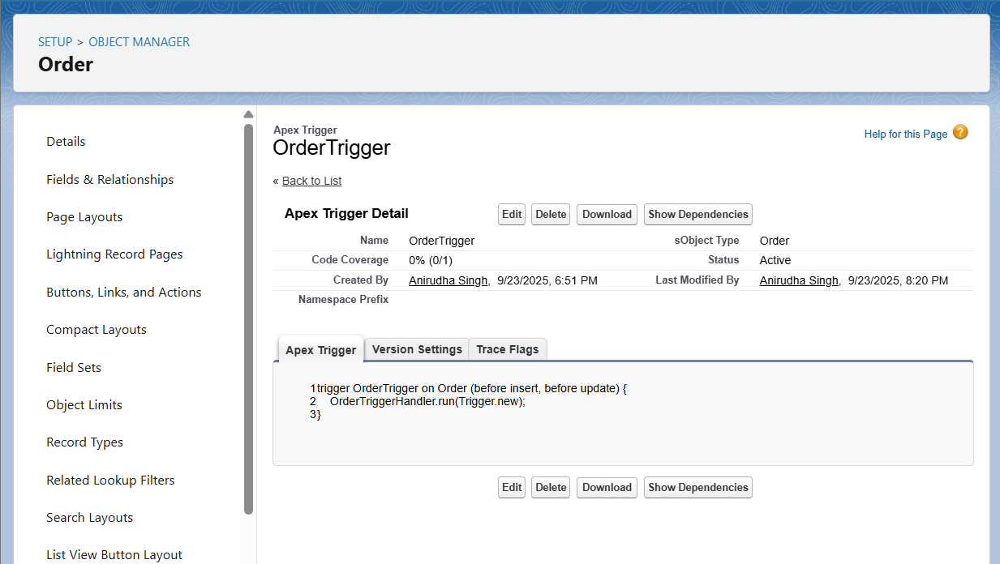 SETUP > OBJECT MANAGER
Order
Details
Fields & Relationships
Page Layouts
Lightning Record Pages
Buttons, Links, and Actions
Compact Layouts
Field Sets
Object Limits
Record Types
Related Lookup Filters
Search Layouts
List View Button Layout
Apex Trigger
OrderTrigger
Help for this Page ?
« Back to List
Apex Trigger Detail Edit Delete Download Show Dependencies
Name OrderTrigger sObject Type Order
Code Coverage 0% (0/1) Status Active
Created By Anirudha Singh, 9/23/2025, 6:51 PM Last Modified By Anirudha Singh, 9/23/2025, 8:20 PM
Namespace Prefix
Apex Trigger Version Settings Trace Flags
1trigger OrderTrigger on Order (before insert, before update) {
2    OrderTriggerHandler.run(Trigger.new);
3}
Edit Delete Download Show Dependencies